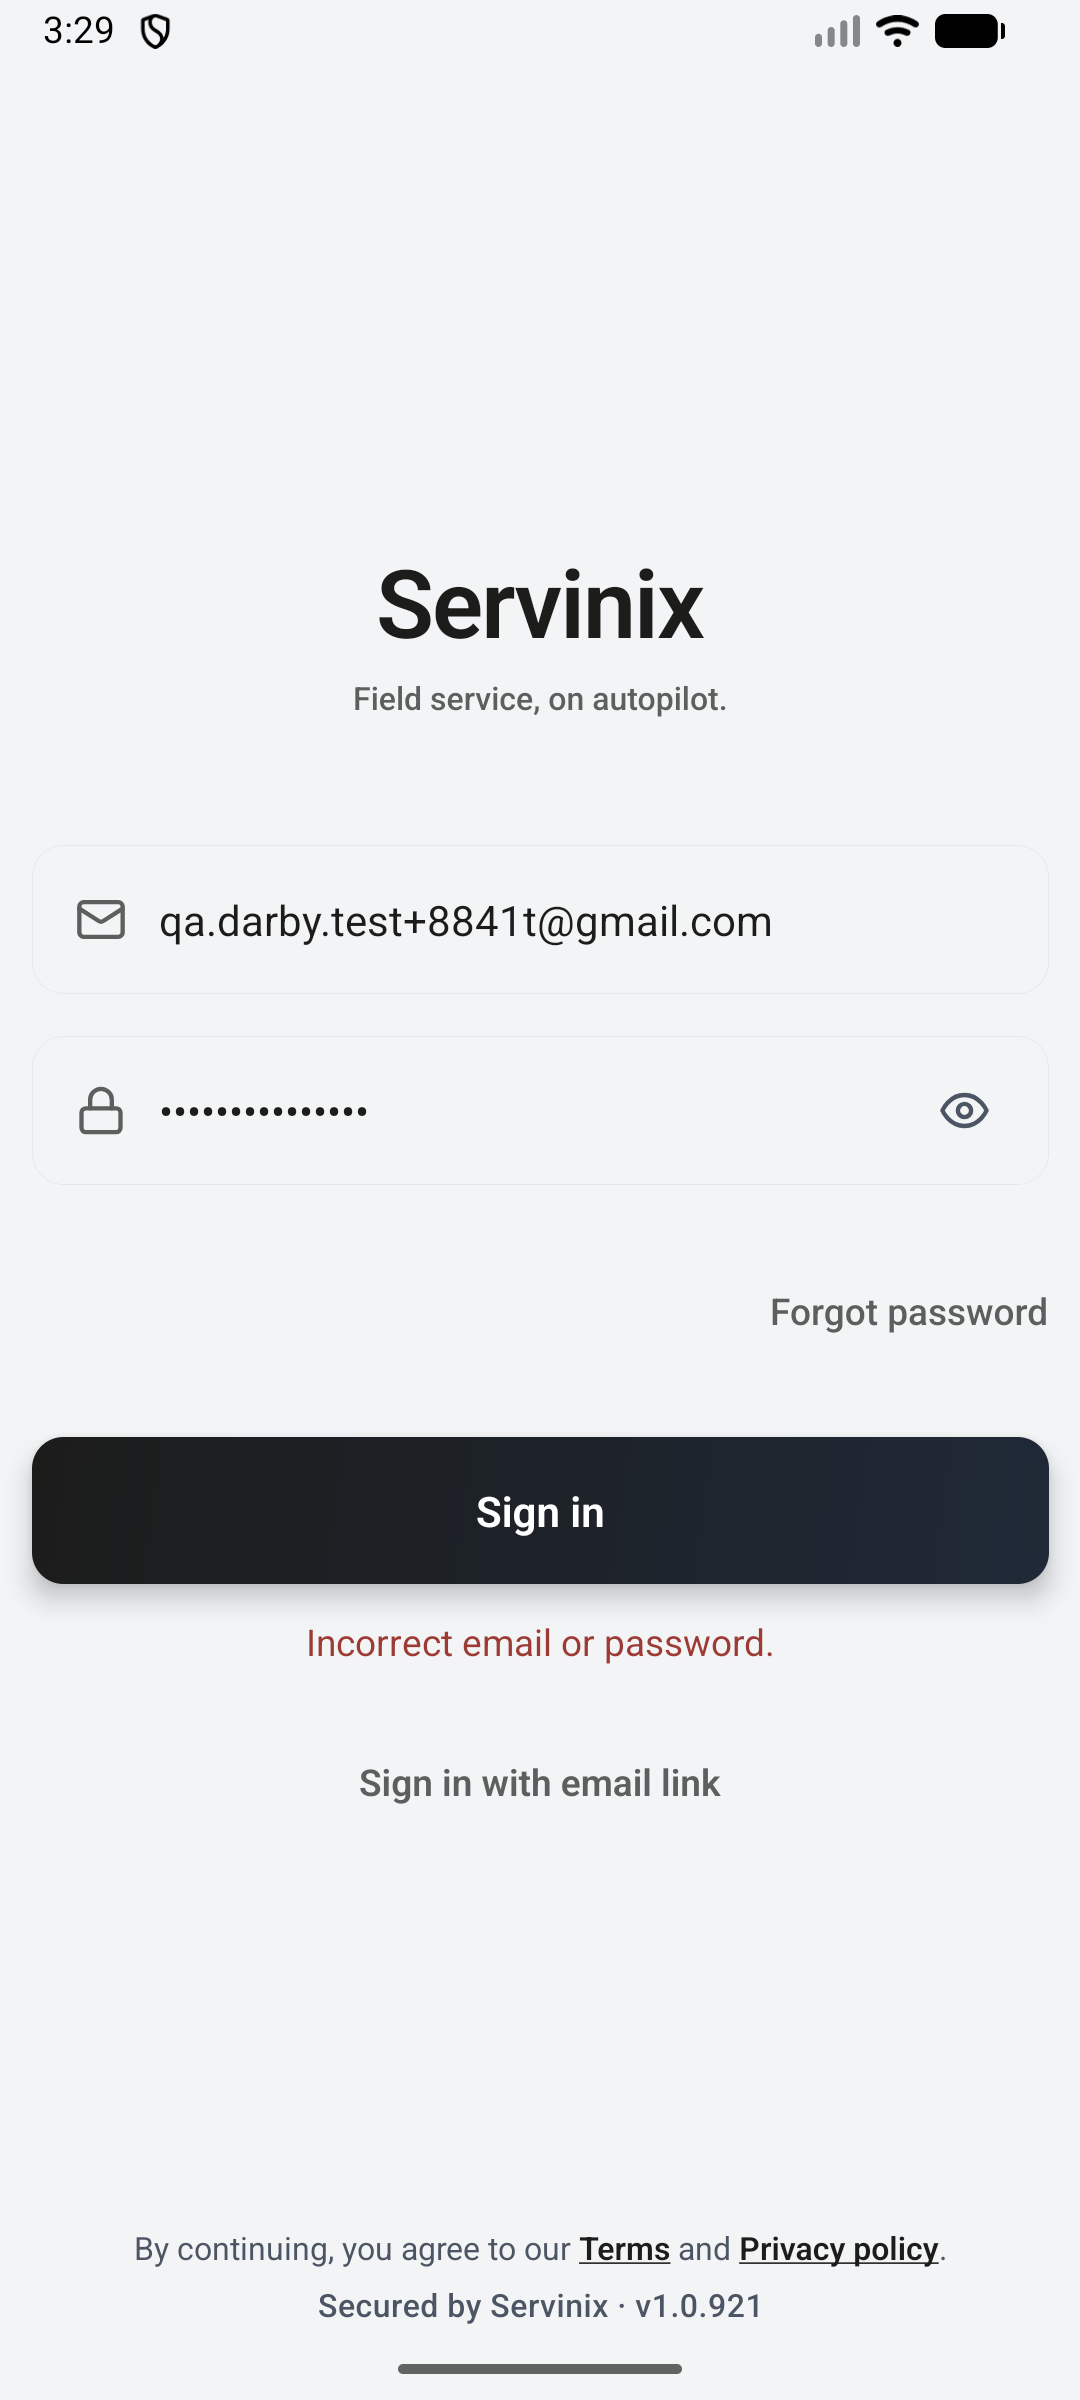 3:29
Servinix
Field service, on autopilot.
qa.darby.test+8841t@gmail.com
•••••••••••••••
Forgot password
Sign in
Incorrect email or password.
Sign in with email link
By continuing, you agree to our Terms and Privacy policy.
Secured by Servinix · v1.0.921